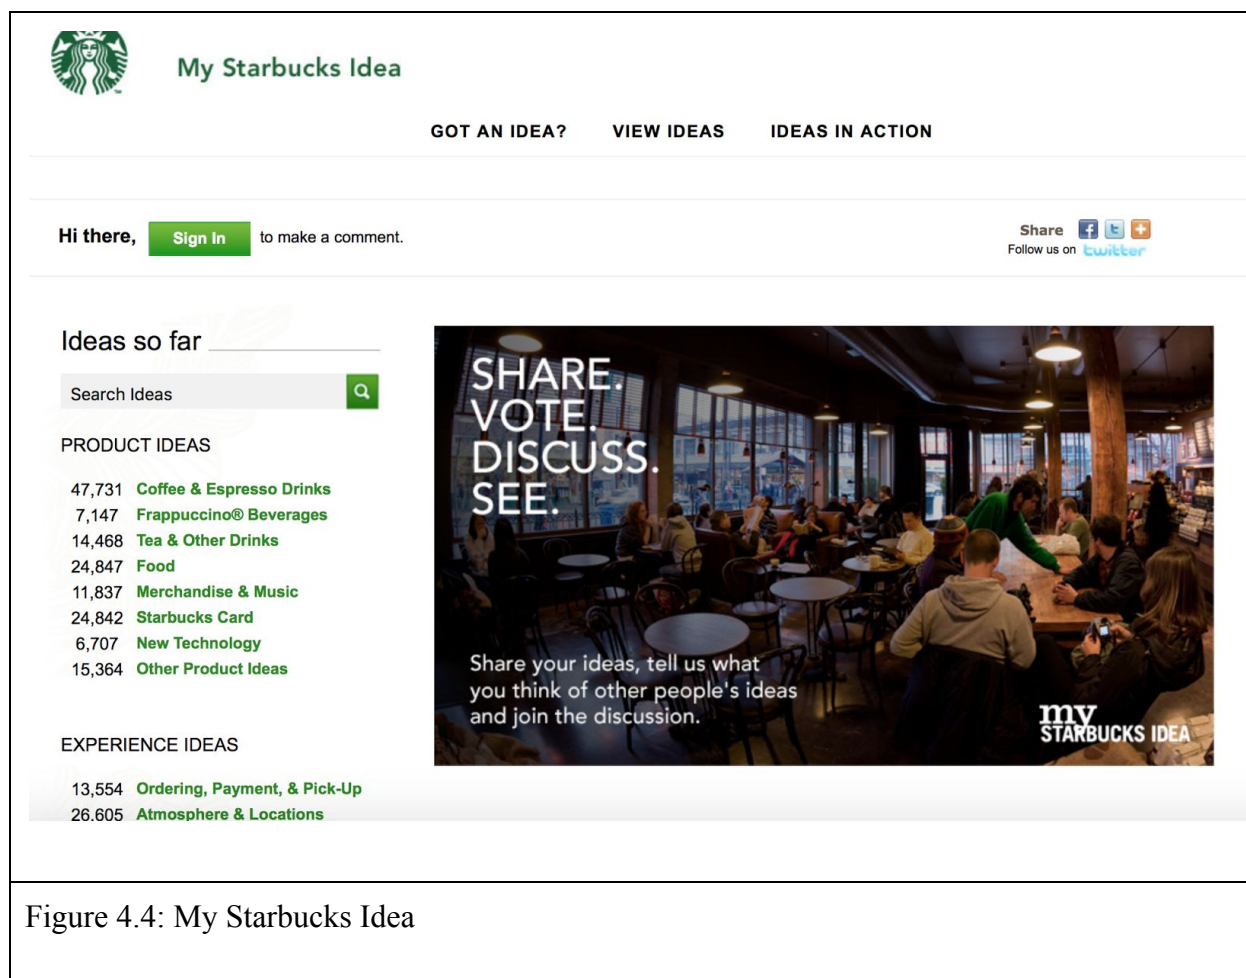 My Starbucks Idea
GOT AN IDEA? VIEW IDEAS IDEAS IN ACTION
Hi there, Sign In to make a comment.
Share
Follow us on twitter
Ideas so far
Search Ideas
PRODUCT IDEAS
47,731 Coffee & Espresso Drinks
7,147 Frappuccino® Beverages
14,468 Tea & Other Drinks
24,847 Food
11,837 Merchandise & Music
24,842 Starbucks Card
6,707 New Technology
15,364 Other Product Ideas
EXPERIENCE IDEAS
13,554 Ordering, Payment, & Pick-Up
26,605 Atmosphere & Locations
SHARE.
VOTE.
DISCUSS.
SEE.
Share your ideas, tell us what
you think of other people's ideas
and join the discussion.
my
STARBUCKS IDEA
Figure 4.4: My Starbucks Idea